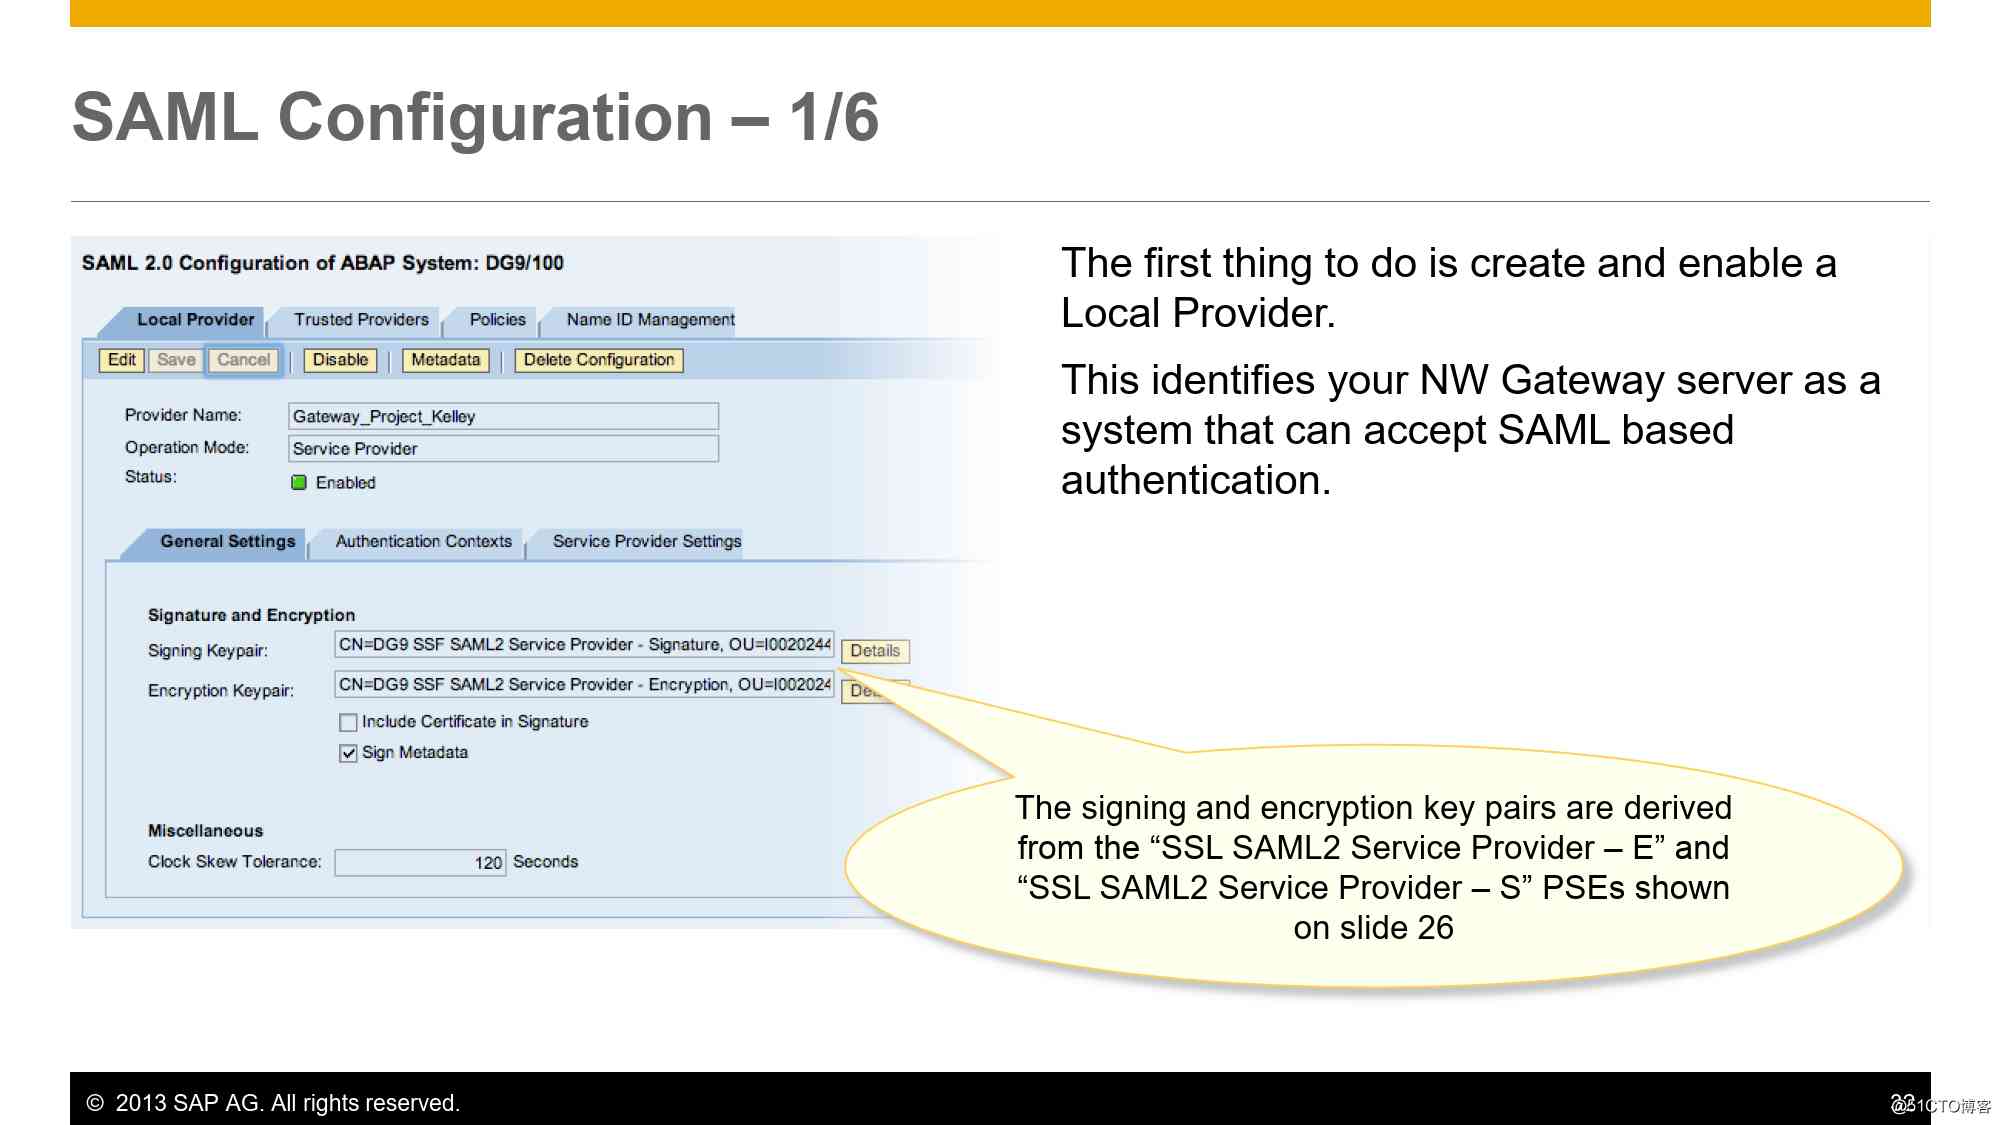 SAML Configuration – 1/6
SAML 2.0 Configuration of ABAP System: DG9/100
Local Provider Trusted Providers Policies Name ID Management
Edit Save Cancel Disable Metadata Delete Configuration
Provider Name: Gateway_Project_Kelley
Operation Mode: Service Provider
Status: Enabled
General Settings Authentication Contexts Service Provider Settings
Signature and Encryption
Signing Keypair: CN=DG9 SSF SAML2 Service Provider - Signature, OU=I0020244 Details
Encryption Keypair: CN=DG9 SSF SAML2 Service Provider - Encryption, OU=I002024
Include Certificate in Signature
Sign Metadata
Miscellaneous
Clock Skew Tolerance: 120 Seconds
The first thing to do is create and enable a
Local Provider.
This identifies your NW Gateway server as a
system that can accept SAML based
authentication.
The signing and encryption key pairs are derived
from the “SSL SAML2 Service Provider – E” and
“SSL SAML2 Service Provider – S” PSEs shown
on slide 26
© 2013 SAP AG. All rights reserved.
@51CTO博客